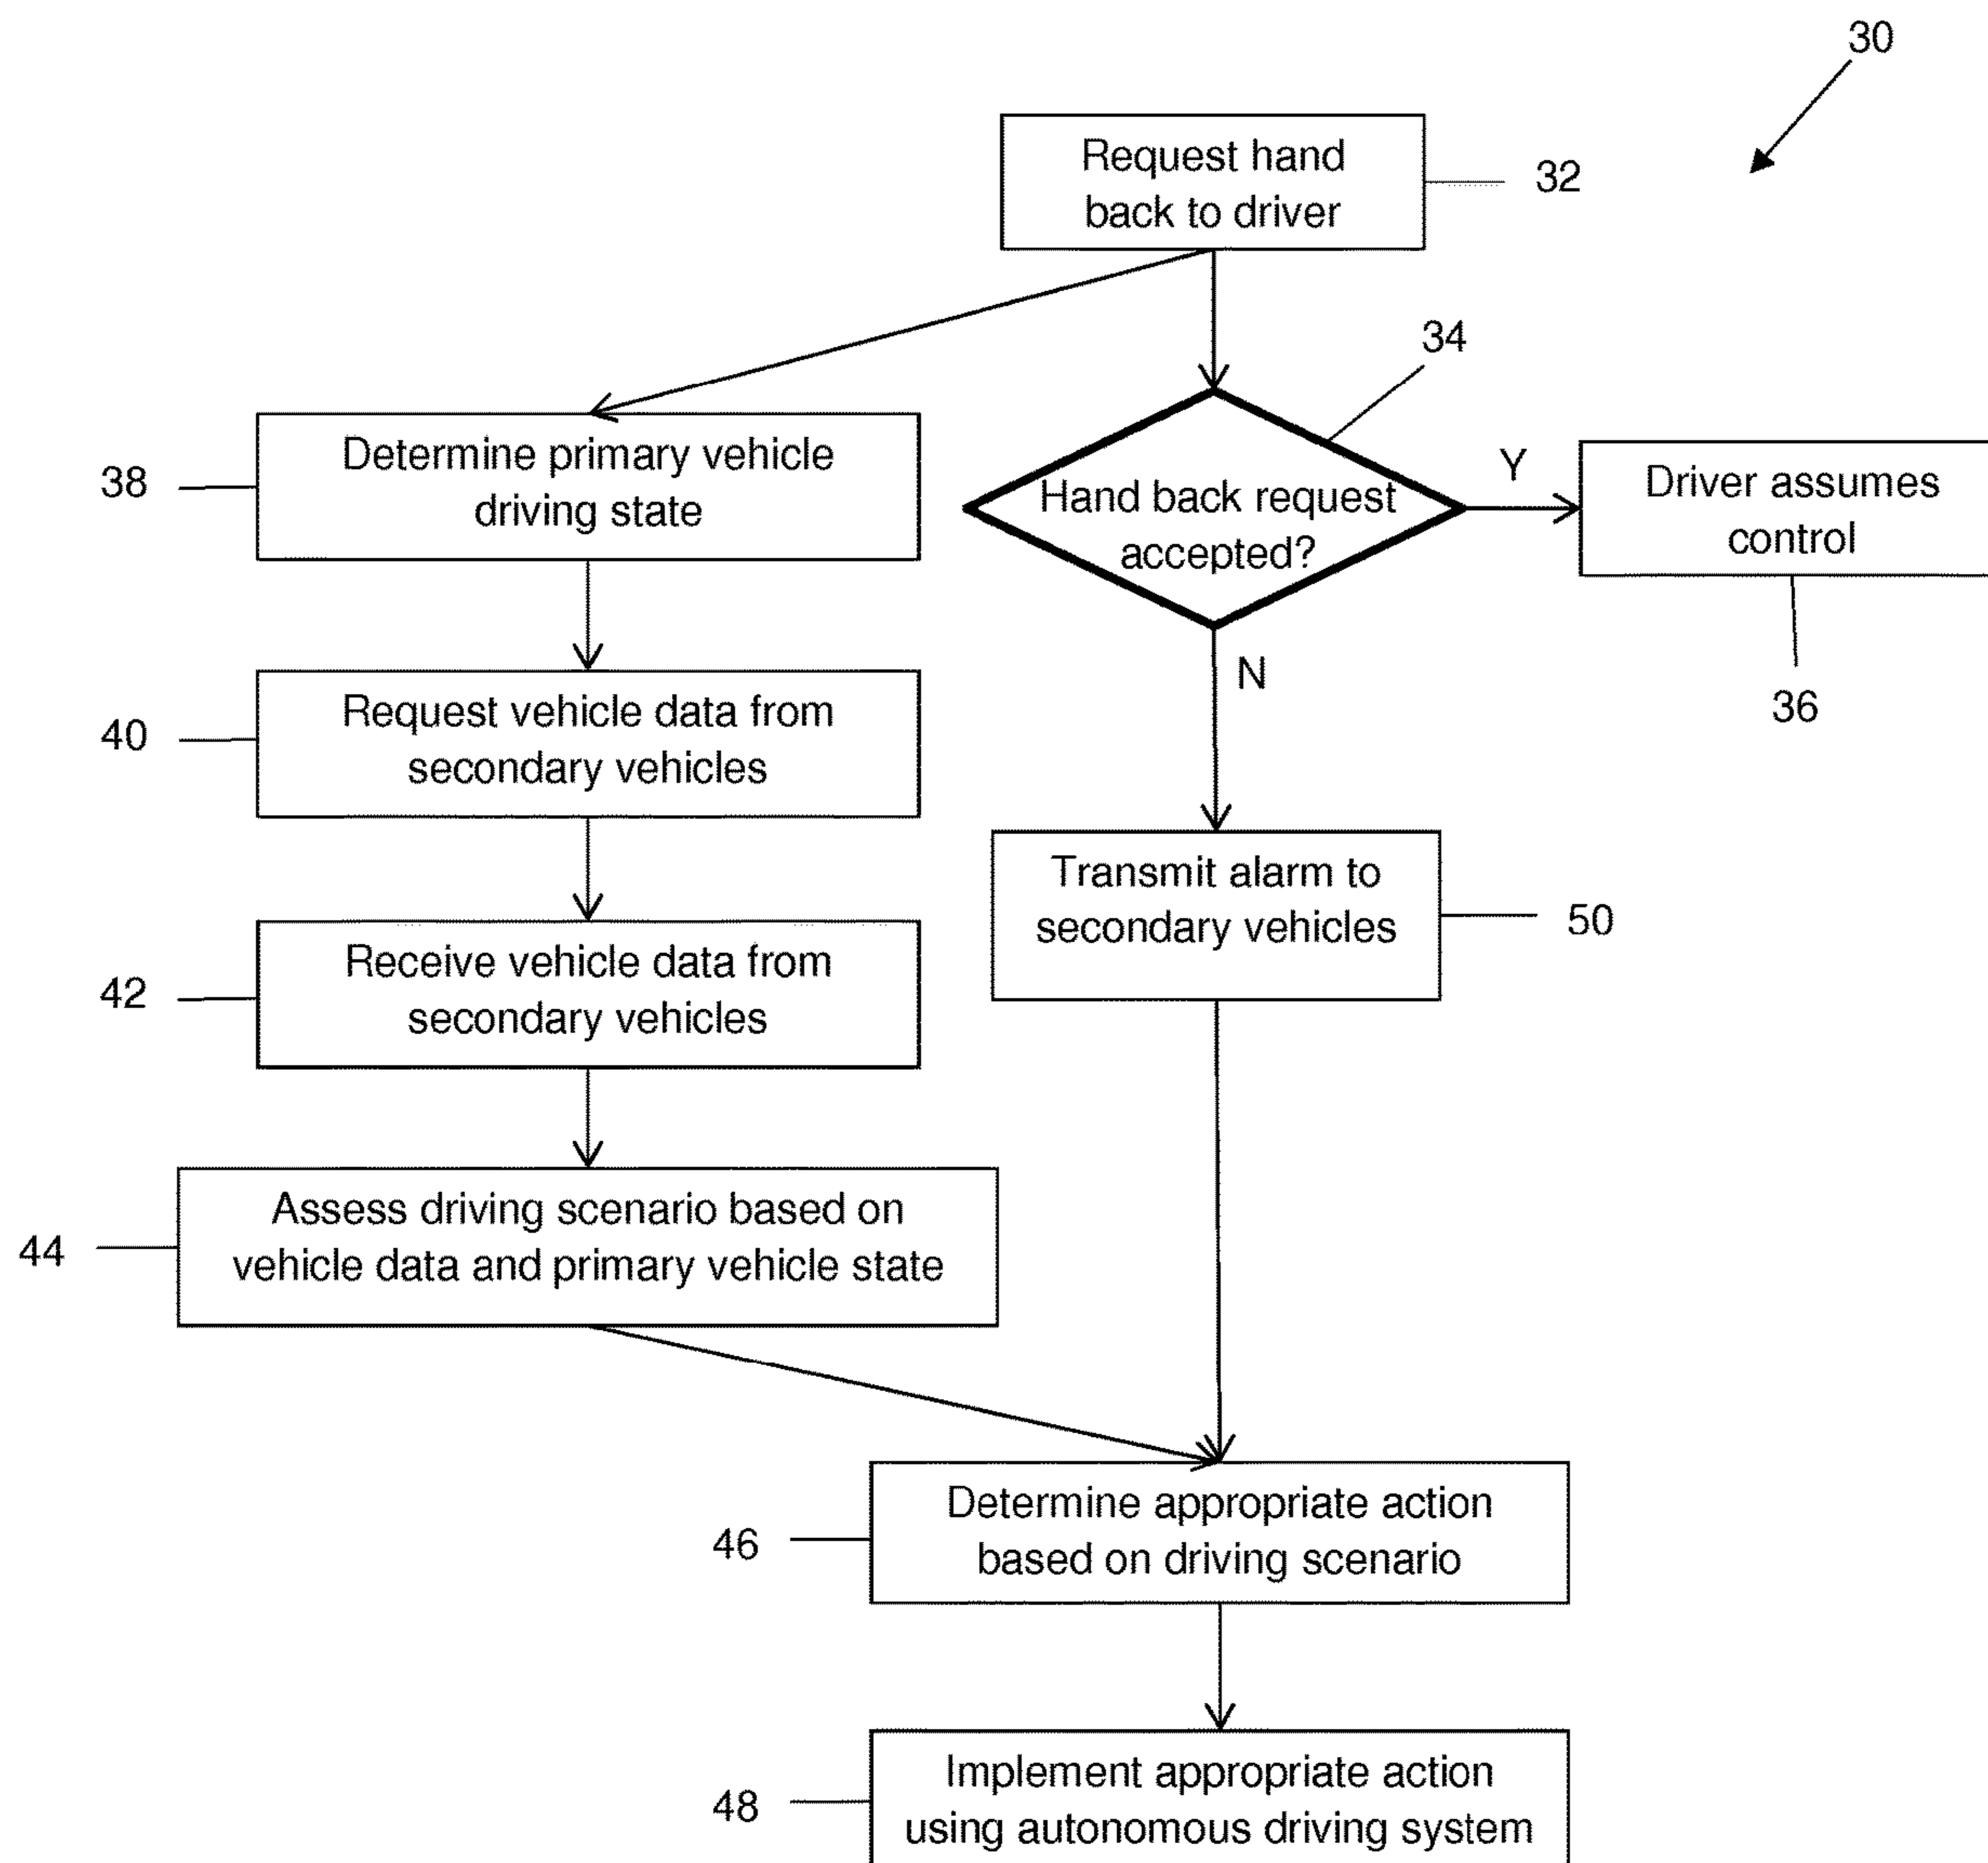 30
Request hand
back to driver
32
34
Determine primary vehicle
driving state
38
Hand back request
accepted?
Y
Driver assumes
control
36
N
Request vehicle data from
secondary vehicles
40
Transmit alarm to
secondary vehicles
50
Receive vehicle data from
secondary vehicles
42
Assess driving scenario based on
vehicle data and primary vehicle state
44
Determine appropriate action
based on driving scenario
46
Implement appropriate action
using autonomous driving system
48